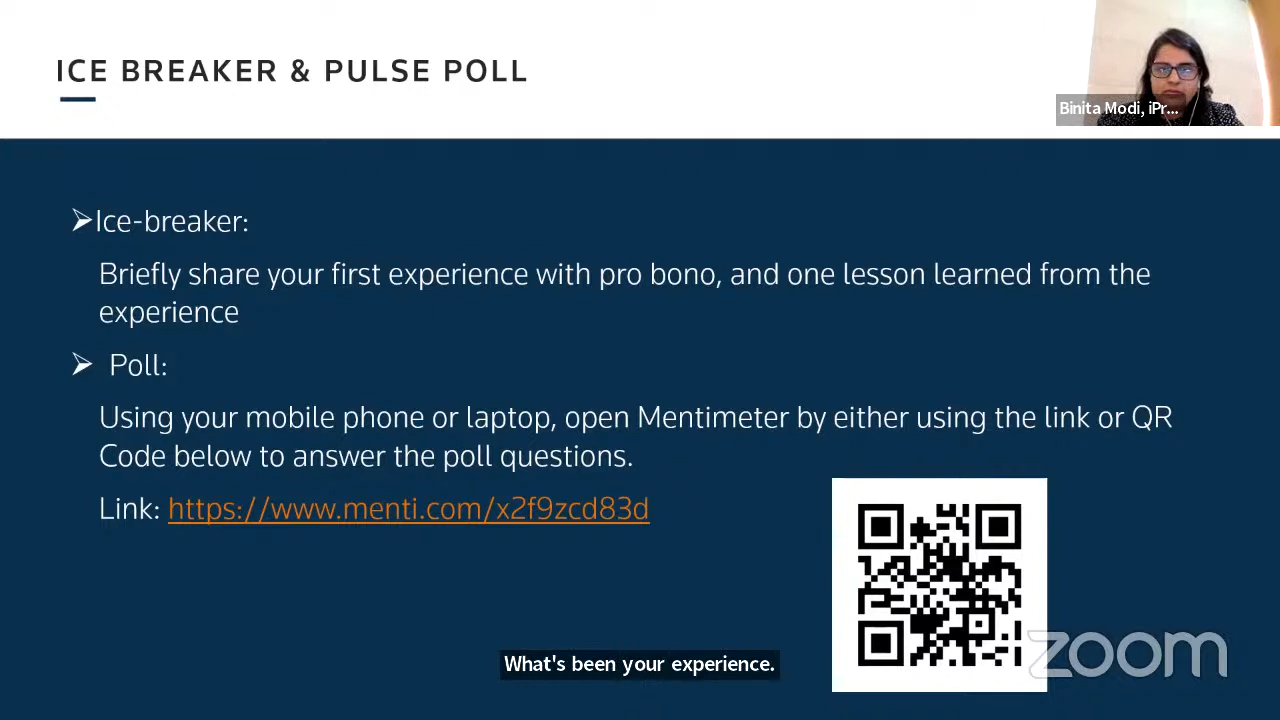 ICE BREAKER & PULSE POLL
Binita Modi, iPr...
➢Ice-breaker:
Briefly share your first experience with pro bono, and one lesson learned from the
experience
➢ Poll:
Using your mobile phone or laptop, open Mentimeter by either using the link or QR
Code below to answer the poll questions.
Link: https://www.menti.com/x2f9zcd83d
What's been your experience.
zoom